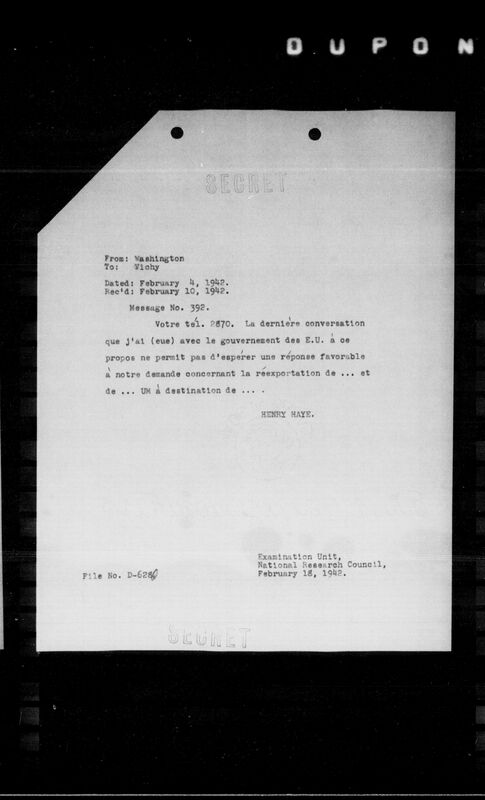 DUPON
SECRET
From: Washington
To: Vichy
Dated: February 4, 1942.
Rec'd: February 10, 1942.
Message No. 392.
Votre tél. 2870. La dernière conversation
que j'ai (eue) avec le gouvernement des E.U. à ce
propos ne permit pas d'espérer une réponse favorable
à notre demande concernant la réexportation de ... et
de ... UM à destination de ... .
HENRY HAYE.
Examination Unit,
National Research Council,
February 18, 1942.
File No. D-6280
SECRET